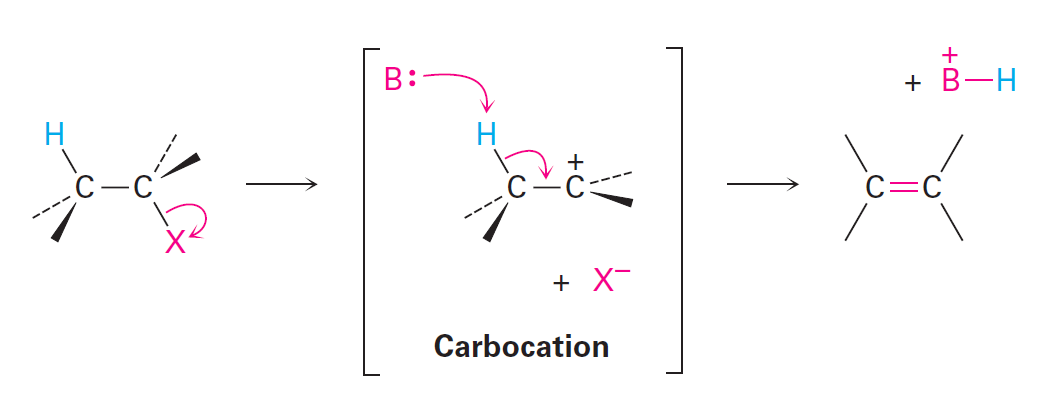 H
C—C
X
B:
H
+
C—C
+ X−
Carbocation
+
+ B—H
C=C